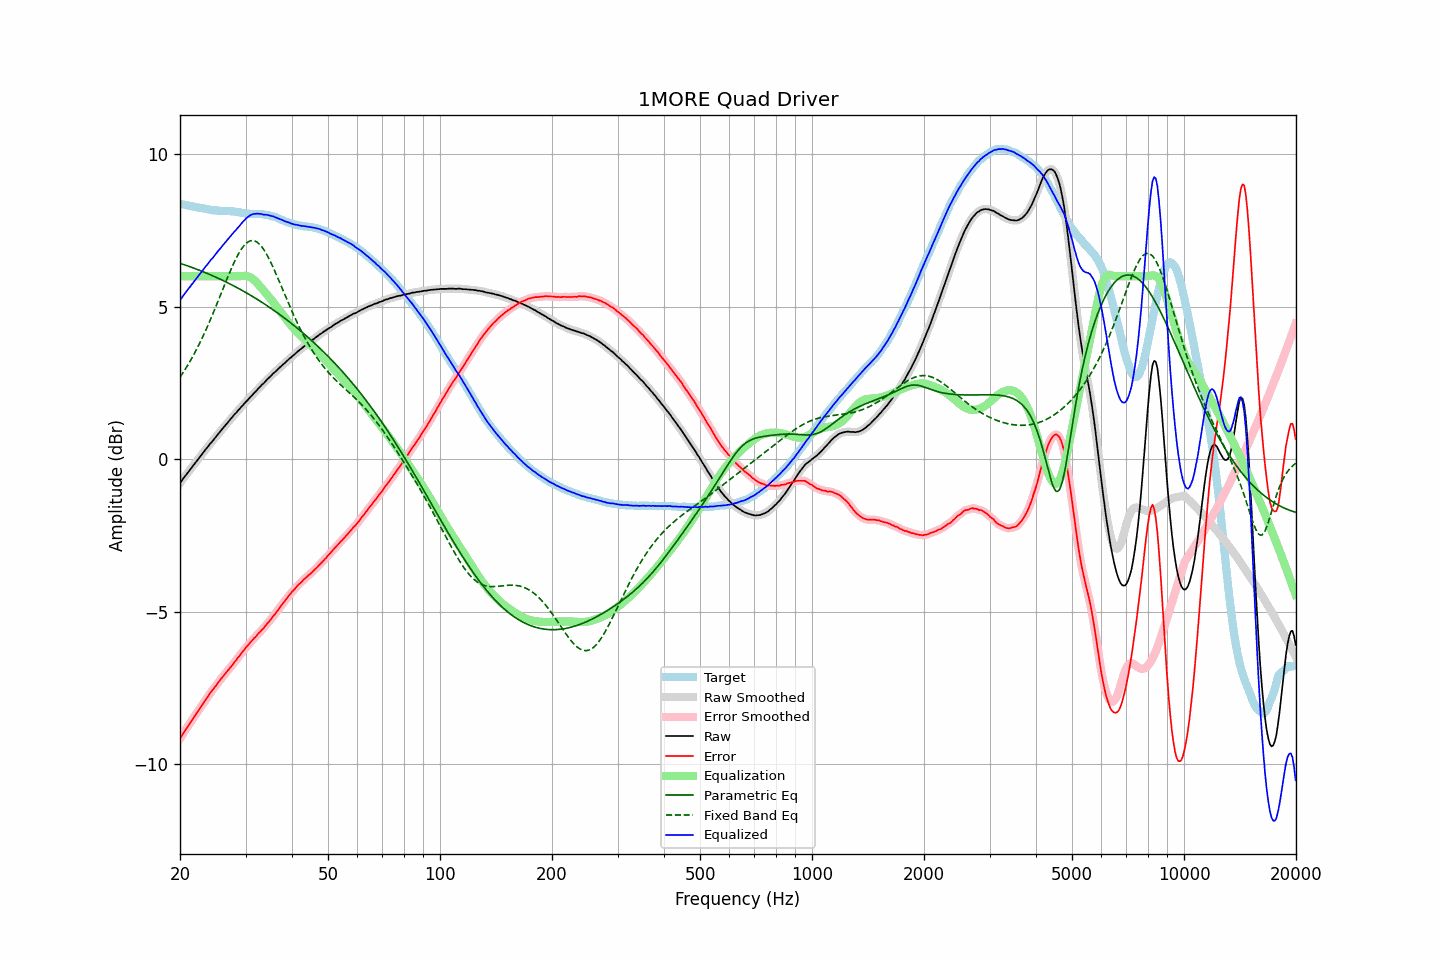 1MORE Quad Driver
Amplitude (dBr)
10
5
0
−5
−10
20
50
100
200
500
1000
2000
5000
10000
20000
Frequency (Hz)
Target
Raw Smoothed
Error Smoothed
Raw
Error
Equalization
Parametric Eq
Fixed Band Eq
Equalized